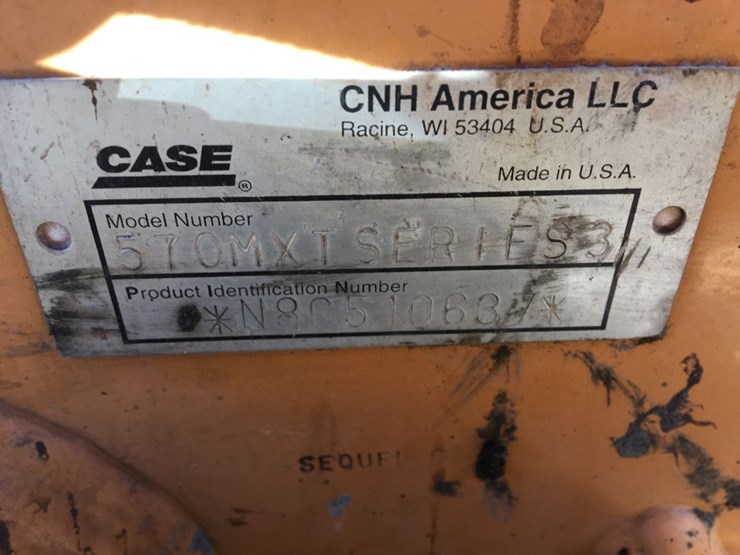 CNH America LLC
Racine, WI 53404 U.S.A.
CASE
®
Made in U.S.A.
Model Number
570MXT SERIES 3
Product Identification Number